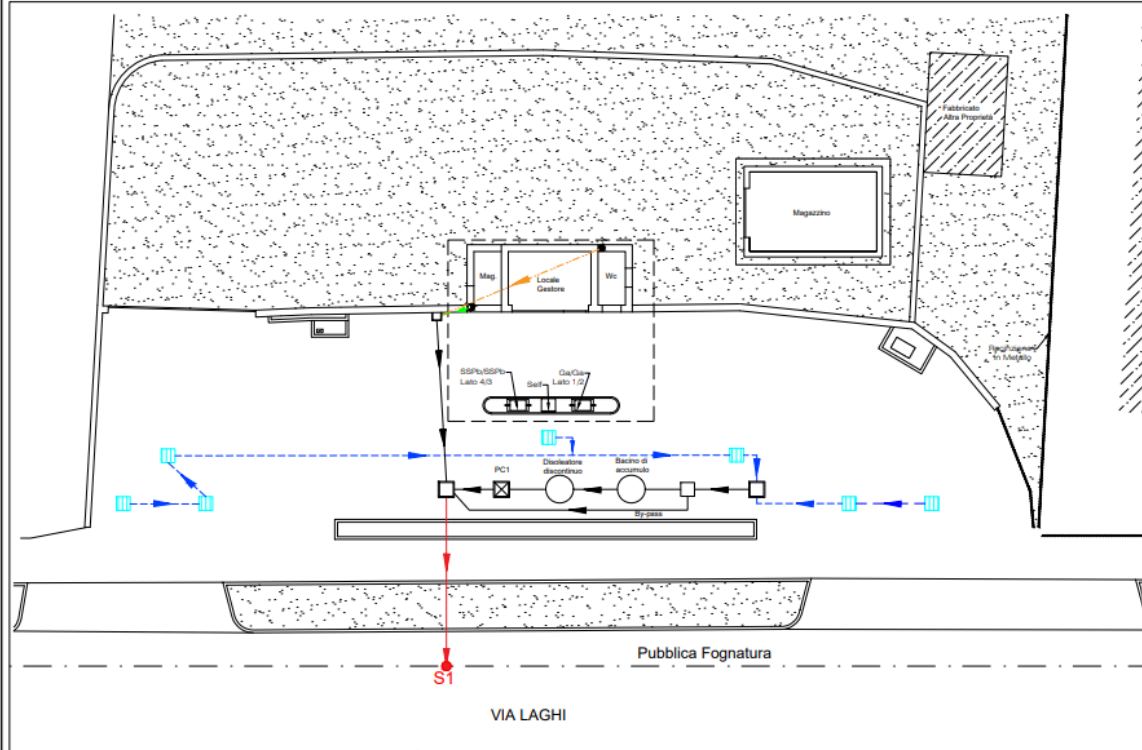 Fabbricato
Altra Proprietà
Magazzino
Mag.
Locale
Gestore
Wc
Recinzione
in Metallo
SSPb/SSPb
Lato 4/3
Self
Ga/Ga
Lato 1/2
PC1
Disoleatore
discontinuo
Bacino di
accumulo
By-pass
Pubblica Fognatura
S1
VIA LAGHI